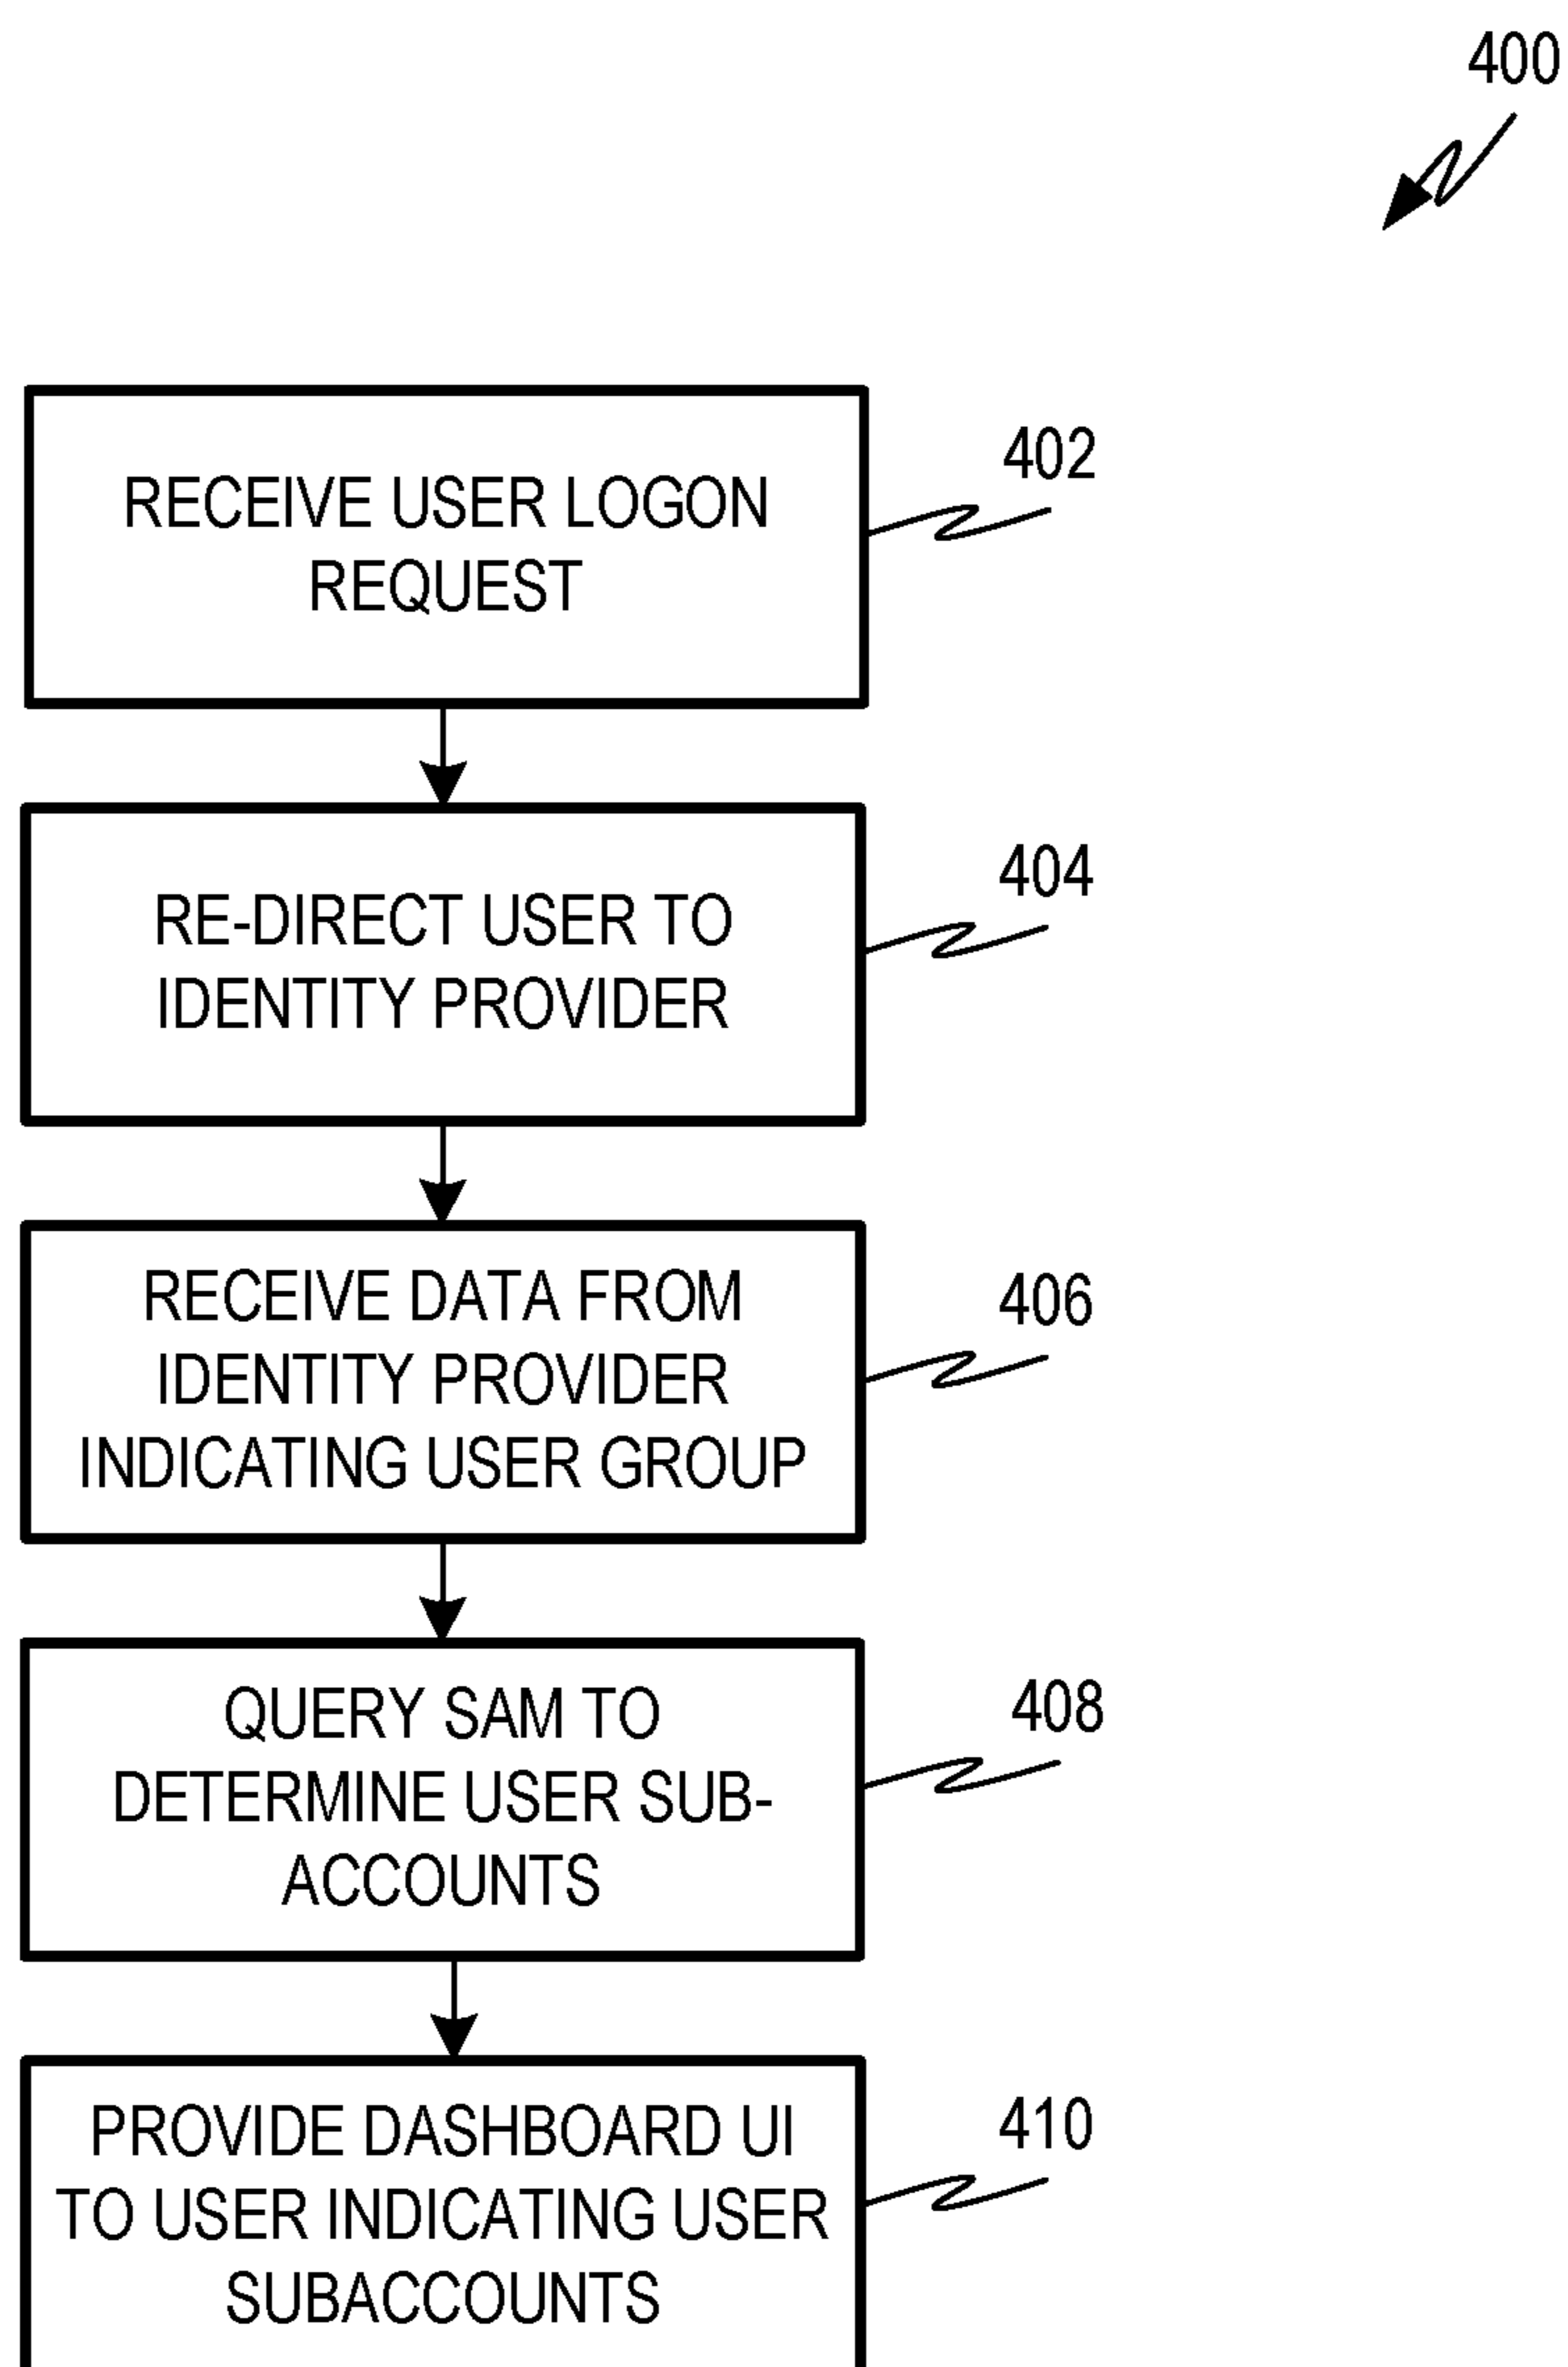 400
RECEIVE USER LOGON
REQUEST
402
RE-DIRECT USER TO
IDENTITY PROVIDER
404
RECEIVE DATA FROM
IDENTITY PROVIDER
INDICATING USER GROUP
406
QUERY SAM TO
DETERMINE USER SUB-
ACCOUNTS
408
PROVIDE DASHBOARD UI
TO USER INDICATING USER
SUBACCOUNTS
410